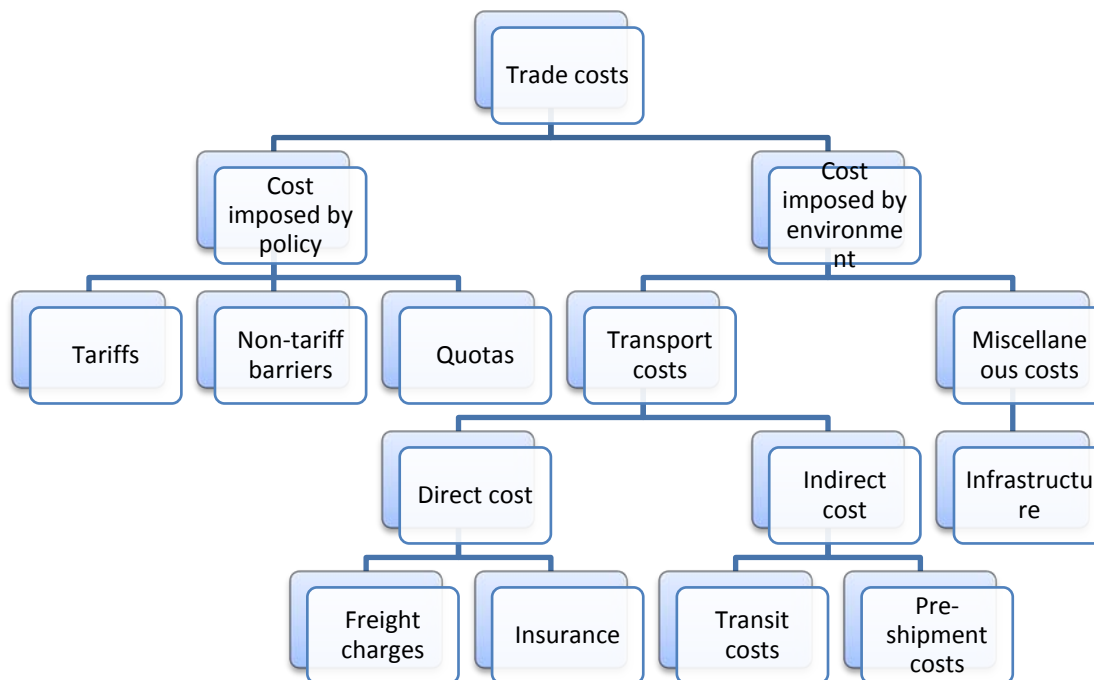 Trade costs
Cost
imposed by
policy
Cost
imposed by
environme
nt
Tariffs
Non-tariff
barriers
Quotas
Transport
costs
Miscellane
ous costs
Direct cost
Indirect
cost
Infrastructu
re
Freight
charges
Insurance
Transit
costs
Pre-
shipment
costs